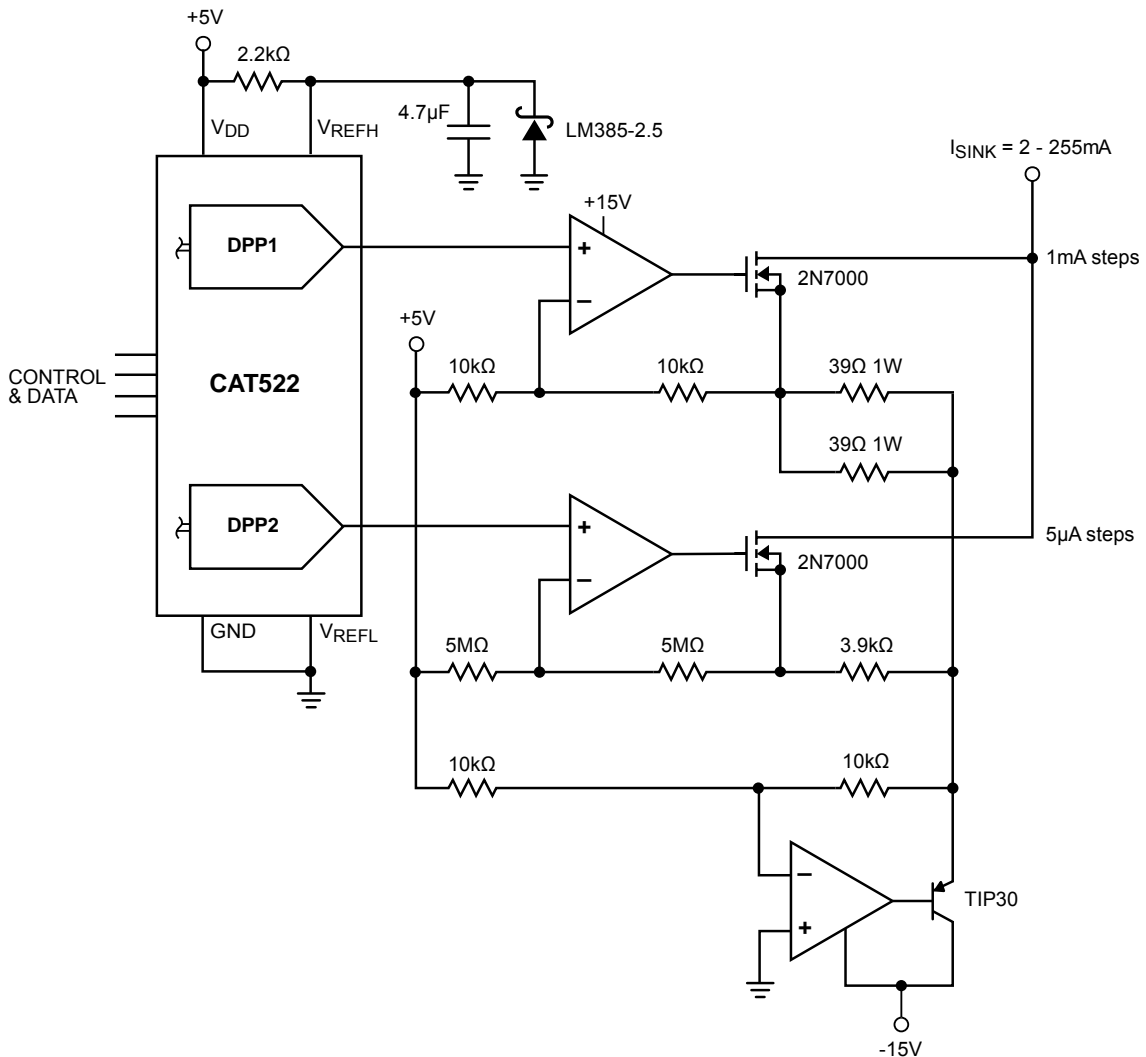 +5V
2.2kΩ
VDD
VREFH
4.7µF
LM385-2.5
ISINK = 2 - 255mA
+15V
DPP1
+
−
2N7000
1mA steps
+5V
10kΩ
10kΩ
39Ω 1W
CONTROL
& DATA
CAT522
39Ω 1W
DPP2
+
−
2N7000
5µA steps
GND
VREFL
5MΩ
5MΩ
3.9kΩ
10kΩ
10kΩ
−
+
TIP30
-15V